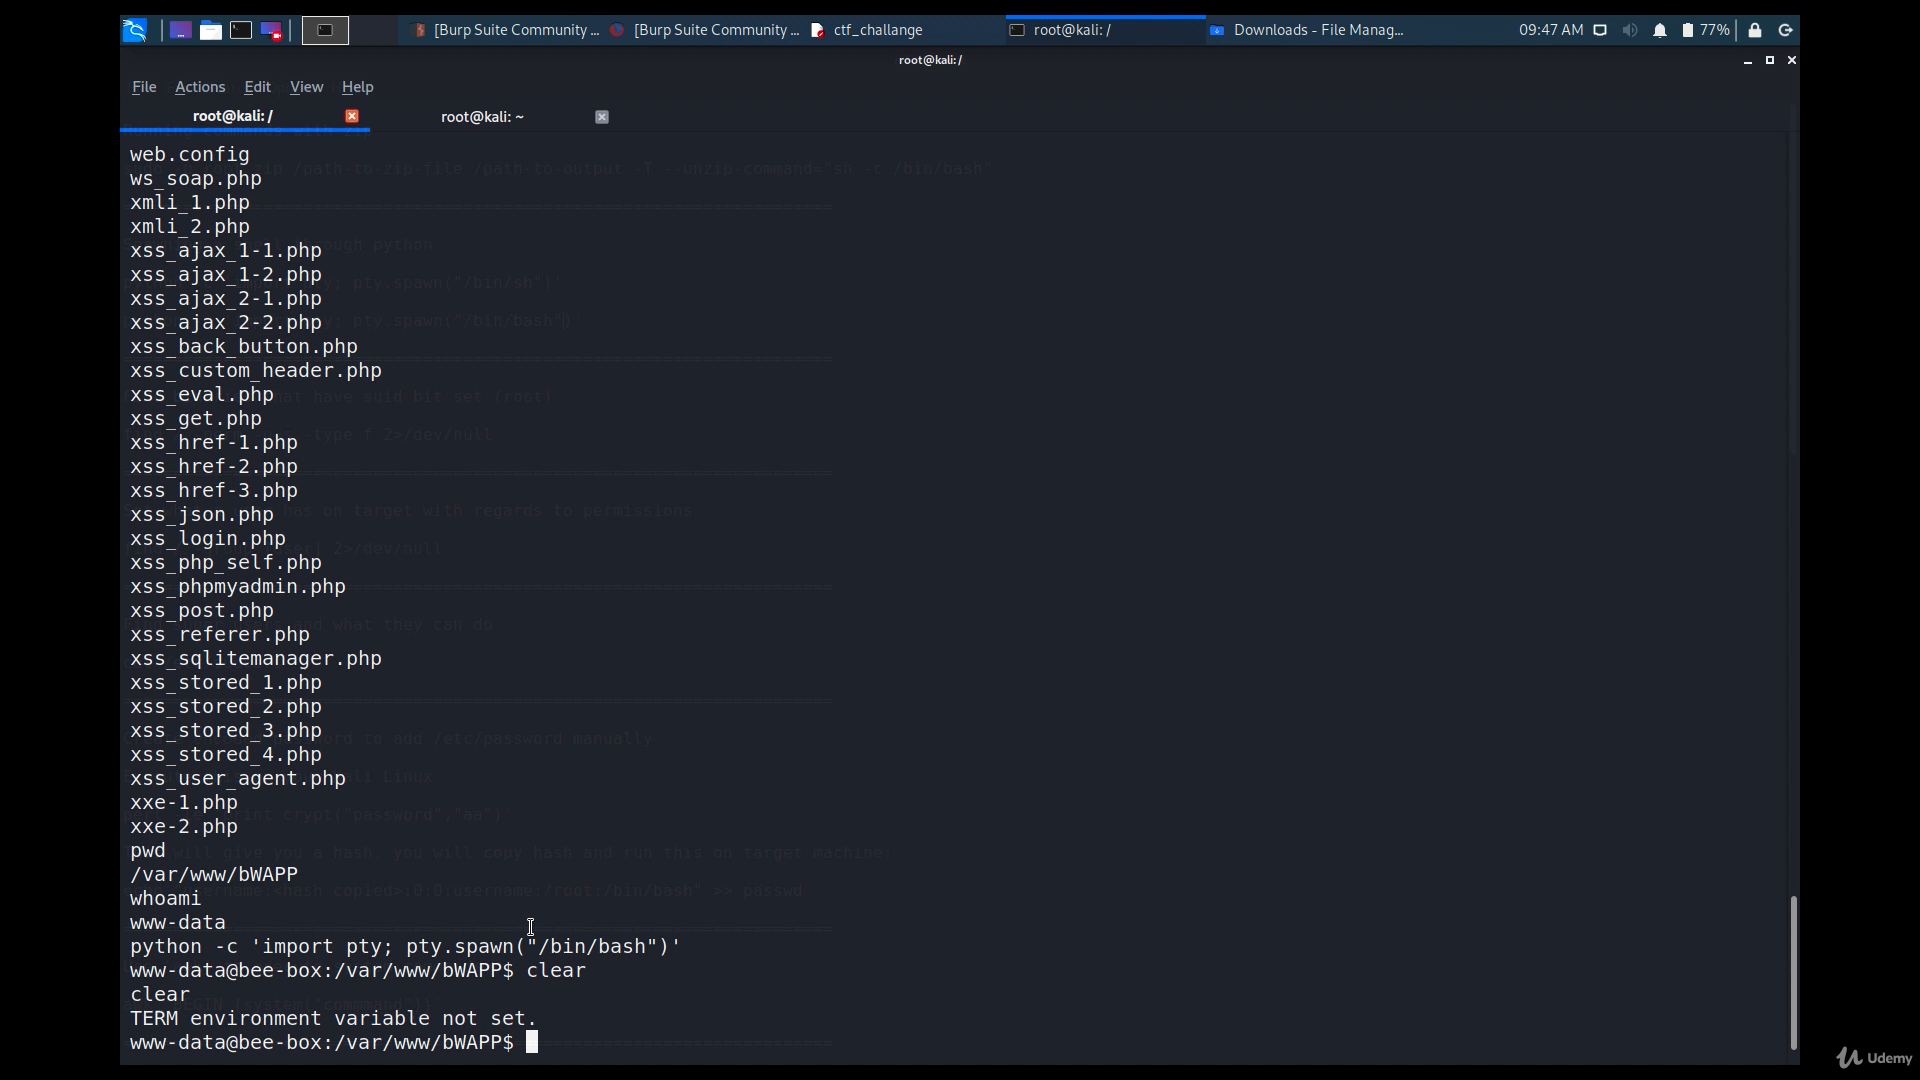 [Burp Suite Community ...
[Burp Suite Community ...
ctf_challange
root@kali: /
Downloads - File Manag...
09:47 AM
77%
root@kali: /
File Actions Edit View Help
root@kali: /
root@kali: ~
web.config
ws_soap.php
xmli_1.php
xmli_2.php
xss_ajax_1-1.php
xss_ajax_1-2.php
xss_ajax_2-1.php
xss_ajax_2-2.php
xss_back_button.php
xss_custom_header.php
xss_eval.php
xss_get.php
xss_href-1.php
xss_href-2.php
xss_href-3.php
xss_json.php
xss_login.php
xss_php_self.php
xss_phpmyadmin.php
xss_post.php
xss_referer.php
xss_sqlitemanager.php
xss_stored_1.php
xss_stored_2.php
xss_stored_3.php
xss_stored_4.php
xss_user_agent.php
xxe-1.php
xxe-2.php
pwd
/var/www/bWAPP
whoami
www-data
python -c 'import pty; pty.spawn("/bin/bash")'
www-data@bee-box:/var/www/bWAPP$ clear
clear
TERM environment variable not set.
www-data@bee-box:/var/www/bWAPP$
Udemy